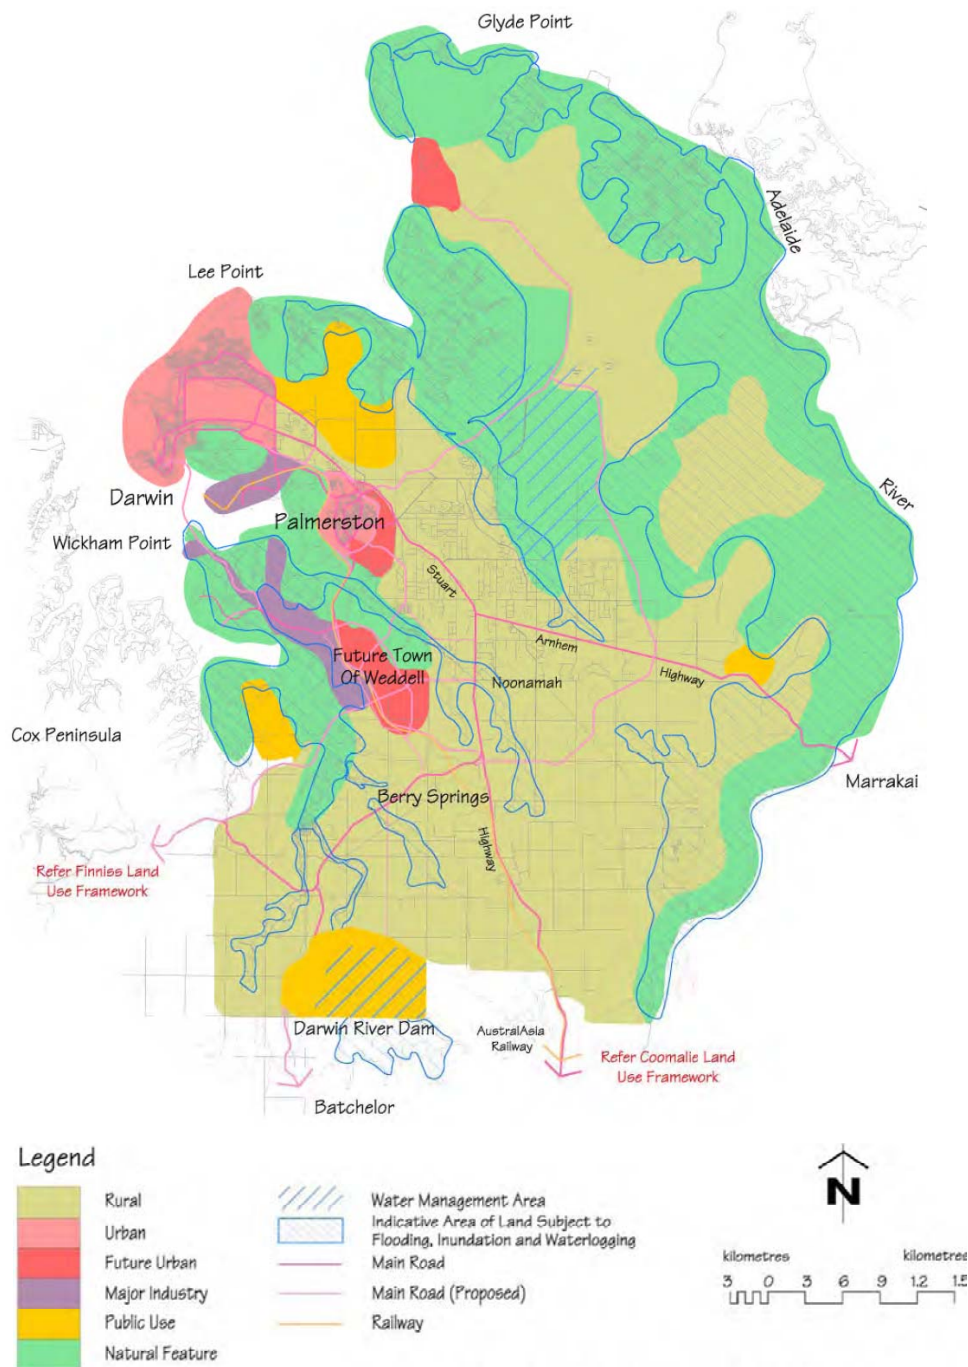 Glyde Point
Adelaide
Lee Point
River
Darwin
Palmerston
Wickham Point
Stuart
Arnhem
Highway
Future Town
Of Weddell
Noonamah
Cox Peninsula
Marrakai
Berry Springs
Highway
Refer Finniss Land
Use Framework
Darwin River Dam
AustralAsia
Railway
Refer Coomalie Land
Use Framework
Batchelor
Legend
Rural
Urban
Future Urban
Major Industry
Public Use
Natural Feature
Water Management Area
Indicative Area of Land Subject to
Flooding, Inundation and Waterlogging
Main Road
Main Road (Proposed)
Railway
N
kilometres kilometres
3 0 3 6 9 12 15